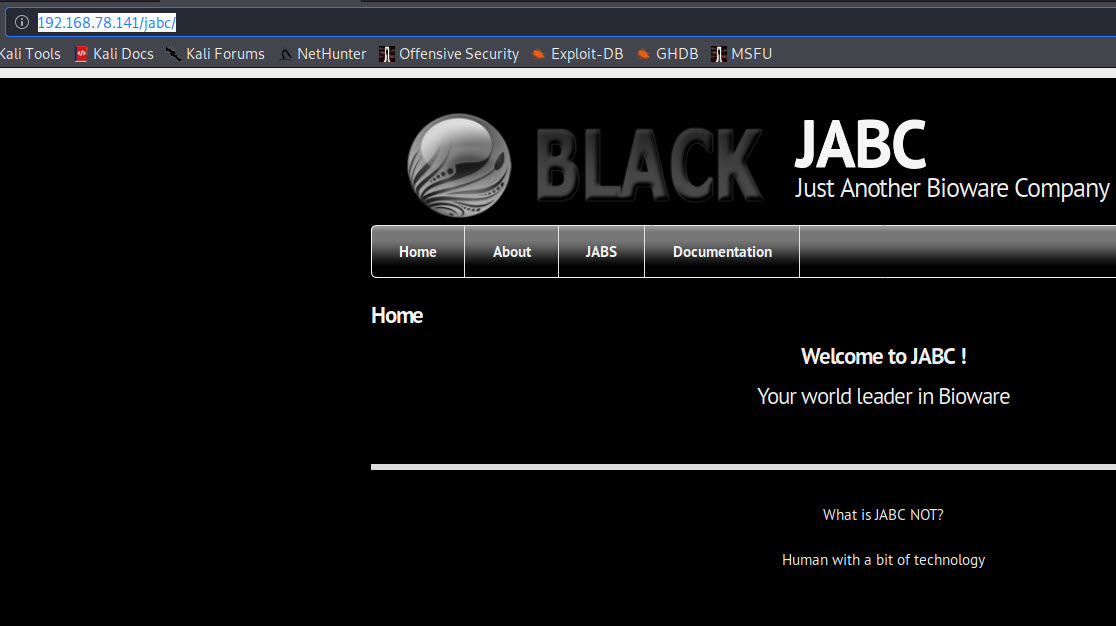 192.168.78.141/jabc/
Kali Tools Kali Docs Kali Forums NetHunter Offensive Security Exploit-DB GHDB MSFU
BLACK
JABC
Just Another Bioware Company
Home About JABS Documentation
Home
Welcome to JABC !
Your world leader in Bioware
What is JABC NOT?
Human with a bit of technology